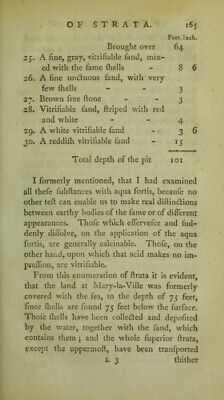 OF STRATA. 165
Feet. Inch.
Brought over 64
25. A fine, gray, vitrifiable ſand, mix-
ed with the ſame ſhells - 8 6
26. A fine unctuous ſand, with very
few ſhells - - 3
27. Brown free ſtone - - 3
28. Vitrifiable ſand, ſtriped with red
and white - - 4
29. A white vitrifiable ſand - 3 6
30. A reddiſh vitrifiable ſand - 15
Total depth of the pit 101
I formerly mentioned, that I had examined
all theſe ſubſtances with aqua fortis, becauſe no
other teſt can enable us to make real diſtinctions
between earthy bodies of the ſame or of different
appearances. Thoſe which efferveſce and ſud-
denly diſſolve, on the application of the aqua
fortis, are generally calcinable. Thoſe, on the
other hand, upon which that acid makes no im-
preſſion, are vitrifiable.
From this enumeration of ſtrata it is evident,
that the land at Mary-la-Ville was formerly
covered with the ſea, to the depth of 75 feet,
ſince ſhells are found 75 feet below the ſurface.
Thoſe ſhells have been collected and depoſited
by the water, together with the ſand, which
contains them; and the whole ſuperior ſtrata,
except the uppermoſt, have been tranſported
L 3 thither